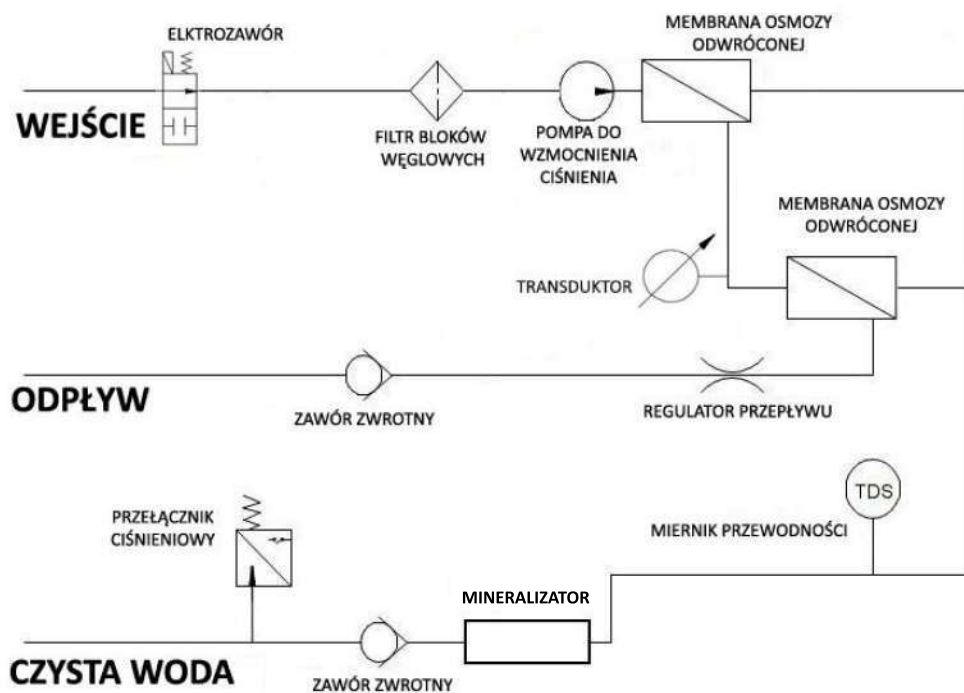 ELKTROZAWÓR
MEMBRANA OSMOZY
ODWRÓCONEJ
WEJŚCIE
FILTR BLOKÓW
WĘGLOWYCH
POMPA DO
WZMOCNIENIA
CIŚNIENIA
MEMBRANA OSMOZY
ODWRÓCONEJ
TRANSDUKTOR
ODPŁYW
ZAWÓR ZWROTNY
REGULATOR PRZEPŁYWU
TDS
PRZEŁĄCZNIK
CIŚNIENIOWY
MIERNIK PRZEWODNOŚCI
MINERALIZATOR
CZYSTA WODA
ZAWÓR ZWROTNY